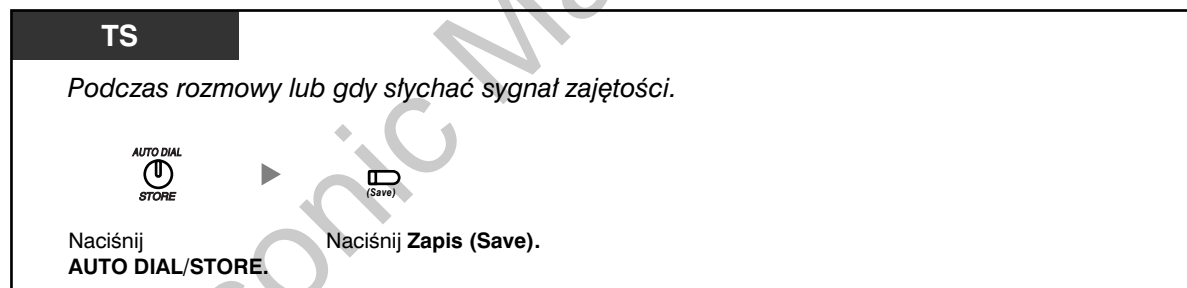 TS
Podczas rozmowy lub gdy słychać sygnał zajętości.
AUTO DIAL
STORE
(Save)
Naciśnij
AUTO DIAL/STORE.
Naciśnij Zapis (Save).